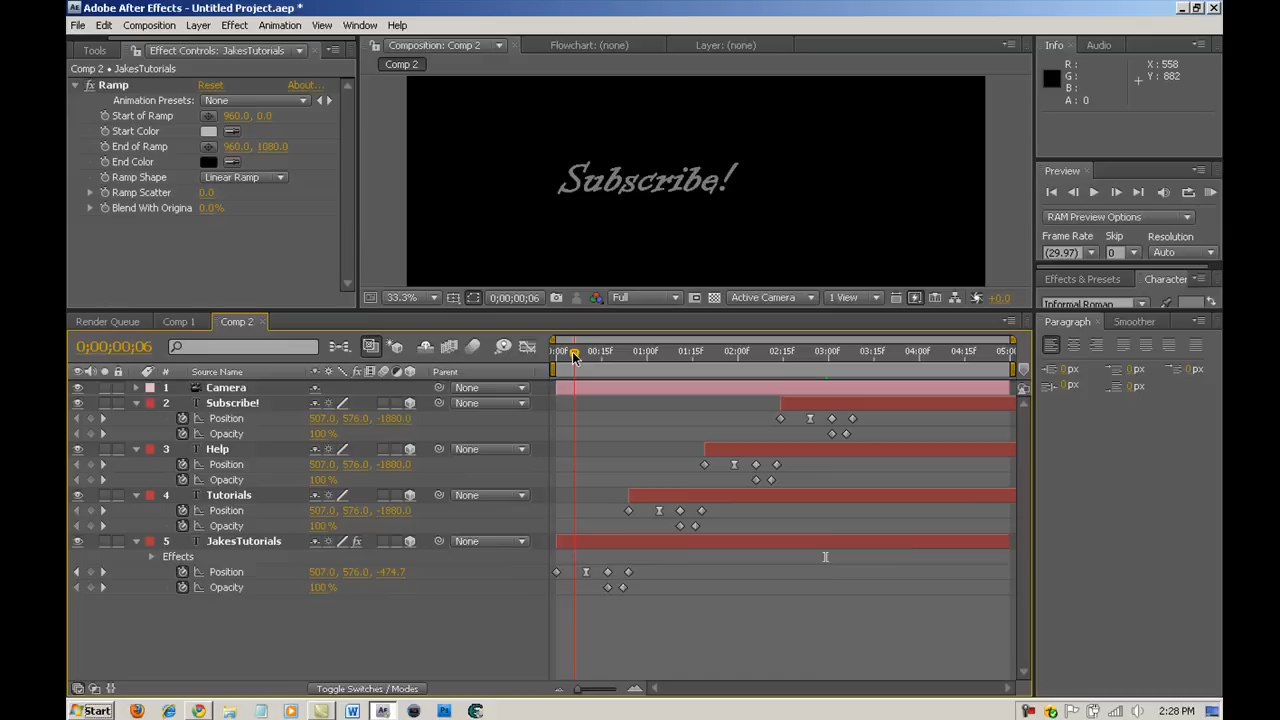 Adobe After Effects - Untitled Project.aep *
File Edit Composition Layer Effect Animation View Window Help
Tools Effect Controls: JakesTutorials
Comp 2 • JakesTutorials
fx Ramp Reset About...
Animation Presets: None
Start of Ramp 960.0, 0.0
Start Color
End of Ramp 960.0, 1080.0
End Color
Ramp Shape Linear Ramp
Ramp Scatter 0.0
Blend With Origina 0.0%
Composition: Comp 2 Flowchart: (none) Layer: (none)
Comp 2
Subscribe!
33.3% 0;00;00;06 Full Active Camera 1 View +0.0
Info Audio
R: X: 558
G: Y: 882
B:
A: 0
Preview
RAM Preview Options
Frame Rate Skip Resolution
(29.97) 0 Auto
Effects & Presets Character
Informal Roman
Paragraph Smoother
0px 0px 0px
0px 0px
Render Queue Comp 1 Comp 2
0;00;00;06
:00f 00:15f 01:00f 01:15f 02:00f 02:15f 03:00f 03:15f 04:00f 04:15f 05:0
# Source Name Parent
1 Camera None
2 T Subscribe! None
Position 507.0, 576.0, -1880.0
Opacity 100 %
3 T Help None
Position 507.0, 576.0, -1880.0
Opacity 100 %
4 T Tutorials None
Position 507.0, 576.0, -1880.0
Opacity 100 %
5 T JakesTutorials fx None
Effects
Position 507.0, 576.0, -474.7
Opacity 100 %
Toggle Switches / Modes
Start 2:28 PM